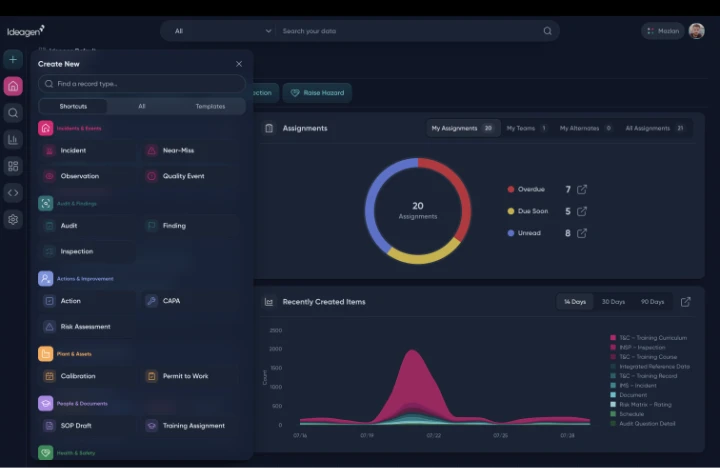 Ideagen
All
Search your data
Mazlan
Ideagen Default
Create New
Find a record type...
Shortcuts
All
Templates
Incidents & Events
Incident
Near-Miss
Observation
Quality Event
Audit & Findings
Audit
Finding
Inspection
Actions & Improvement
Action
CAPA
Risk Assessment
Plant & Assets
Calibration
Permit to Work
People & Documents
SOP Draft
Training Assignment
Health & Safety
ection
Raise Hazard
Assignments
My Assignments 20
My Teams 1
My Alternates 0
All Assignments 21
20
Assignments
Overdue 7
Due Soon 5
Unread 8
Recently Created Items
14 Days
30 Days
90 Days
2500
2000
1500
1000
500
0
Count
07/16
07/19
07/22
07/25
07/28
T&C - Training Curriculum
INSP - Inspection
T&C - Training Course
Integrated Reference Data
T&C - Training Record
IMS - Incident
Document
Risk Matrix - Rating
Schedule
Audit Question Detail